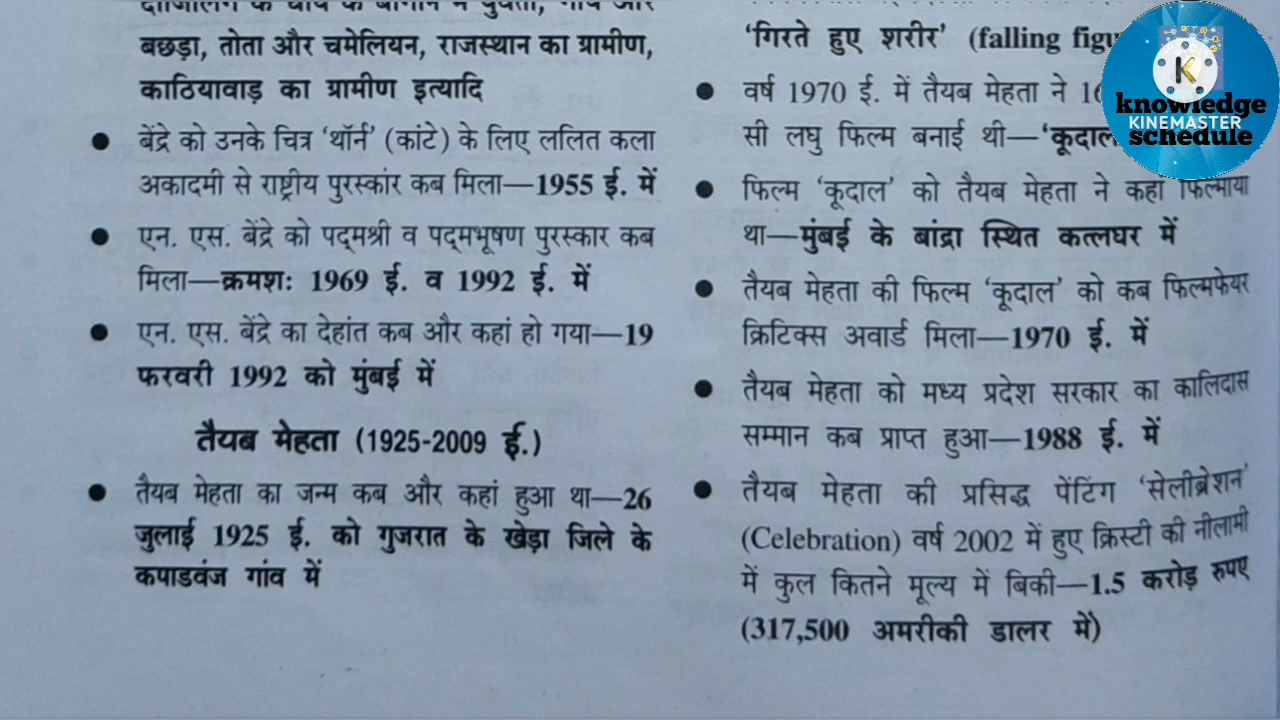 बछड़ा, तोता और चमेलियन, राजस्थान का ग्रामीण,
काठियावाड़ का ग्रामीण इत्यादि
● बेंद्रे को उनके चित्र ‘थॉर्न’ (कांटे) के लिए ललित कला
अकादमी से राष्ट्रीय पुरस्कांर कब मिला—1955 ई. में
● एन. एस. बेंद्रे को पद्मश्री व पद्मभूषण पुरस्कार कब
मिला—क्रमशः 1969 ई. व 1992 ई. में
● एन. एस. बेंद्रे का देहांत कब और कहां हो गया—19
फरवरी 1992 को मुंबई में
तैयब मेहता (1925-2009 ई.)
● तैयब मेहता का जन्म कब और कहां हुआ था—26
जुलाई 1925 ई. को गुजरात के खेड़ा जिले के
कपाडवंज गांव में
‘गिरते हुए शरीर’ (falling
● वर्ष 1970 ई. में तैयब मेहता ने
सी लघु फिल्म बनाई थी—‘कूदाल
● फिल्म ‘कूदाल’ को तैयब मेहता ने कहां फिल्माया
था—मुंबई के बांद्रा स्थित कत्लघर में
● तैयब मेहता की फिल्म ‘कूदाल’ को कब फिल्मफेयर
क्रिटिक्स अवार्ड मिला—1970 ई. में
● तैयब मेहता को मध्य प्रदेश सरकार का कालिदास
सम्मान कब प्राप्त हुआ—1988 ई. में
● तैयब मेहता की प्रसिद्ध पेंटिंग ‘सेलीब्रेशन’
(Celebration) वर्ष 2002 में हुए क्रिस्टी की नीलामी
में कुल कितने मूल्य में बिकी—1.5 करोड़ रुपए
(317,500 अमरीकी डालर में)
K
knowledge
KINEMASTER
schedule